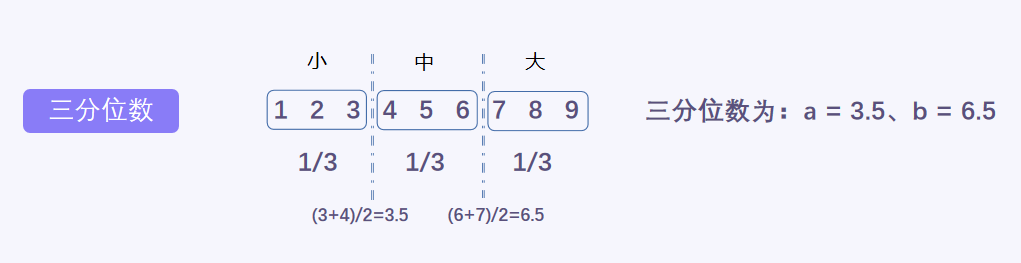 小 中 大
三分位数 1 2 3 4 5 6 7 8 9 三分位数为：a = 3.5、b = 6.5
1/3 1/3 1/3
(3+4)/2=3.5 (6+7)/2=6.5